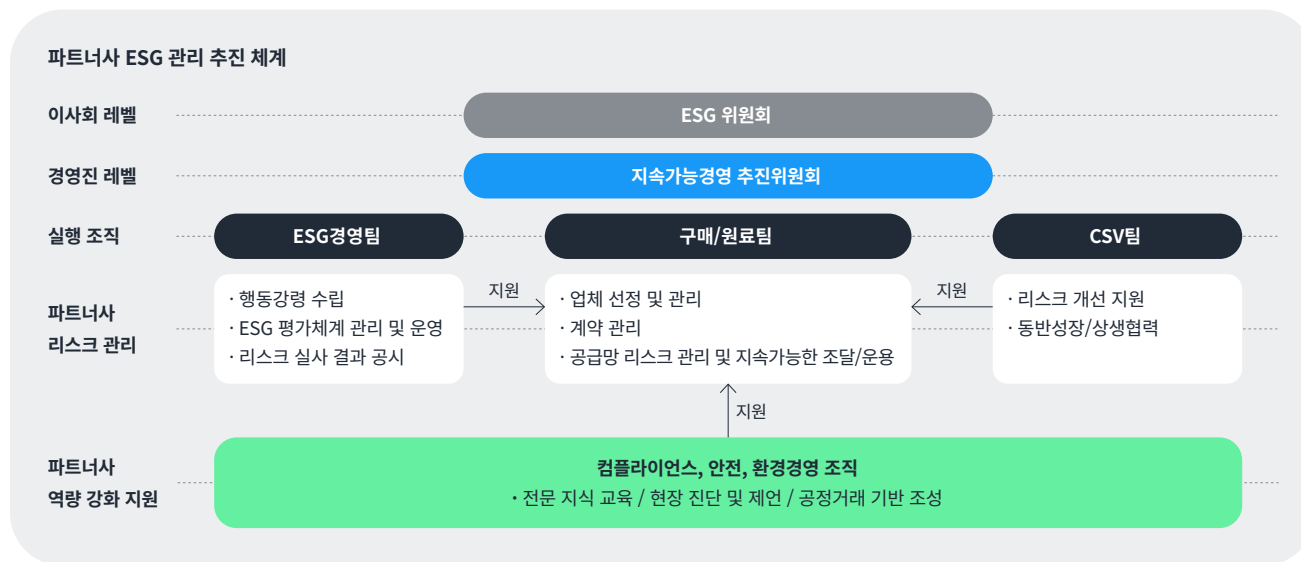 파트너사 ESG 관리 추진 체계
이사회 레벨
ESG 위원회
경영진 레벨
지속가능경영 추진위원회
실행 조직
ESG경영팀
구매/원료팀
CSV팀
파트너사
리스크 관리
· 행동강령 수립
· ESG 평가체계 관리 및 운영
· 리스크 실사 결과 공시
지원
· 업체 선정 및 관리
· 계약 관리
· 공급망 리스크 관리 및 지속가능한 조달/운용
지원
· 리스크 개선 지원
· 동반성장/상생협력
지원
파트너사
역량 강화 지원
컴플라이언스, 안전, 환경경영 조직
· 전문 지식 교육 / 현장 진단 및 제언 / 공정거래 기반 조성